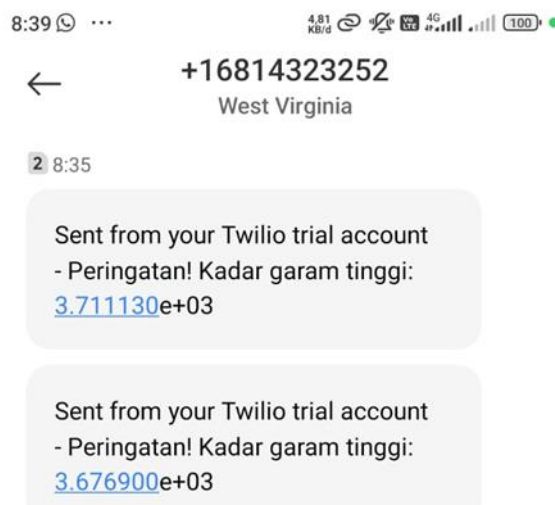 8:39 ... 4,81 KB/d Vo LTE 4G 100
+16814323252
West Virginia
2 8:35
Sent from your Twilio trial account
- Peringatan! Kadar garam tinggi:
3.711130e+03
Sent from your Twilio trial account
- Peringatan! Kadar garam tinggi:
3.676900e+03